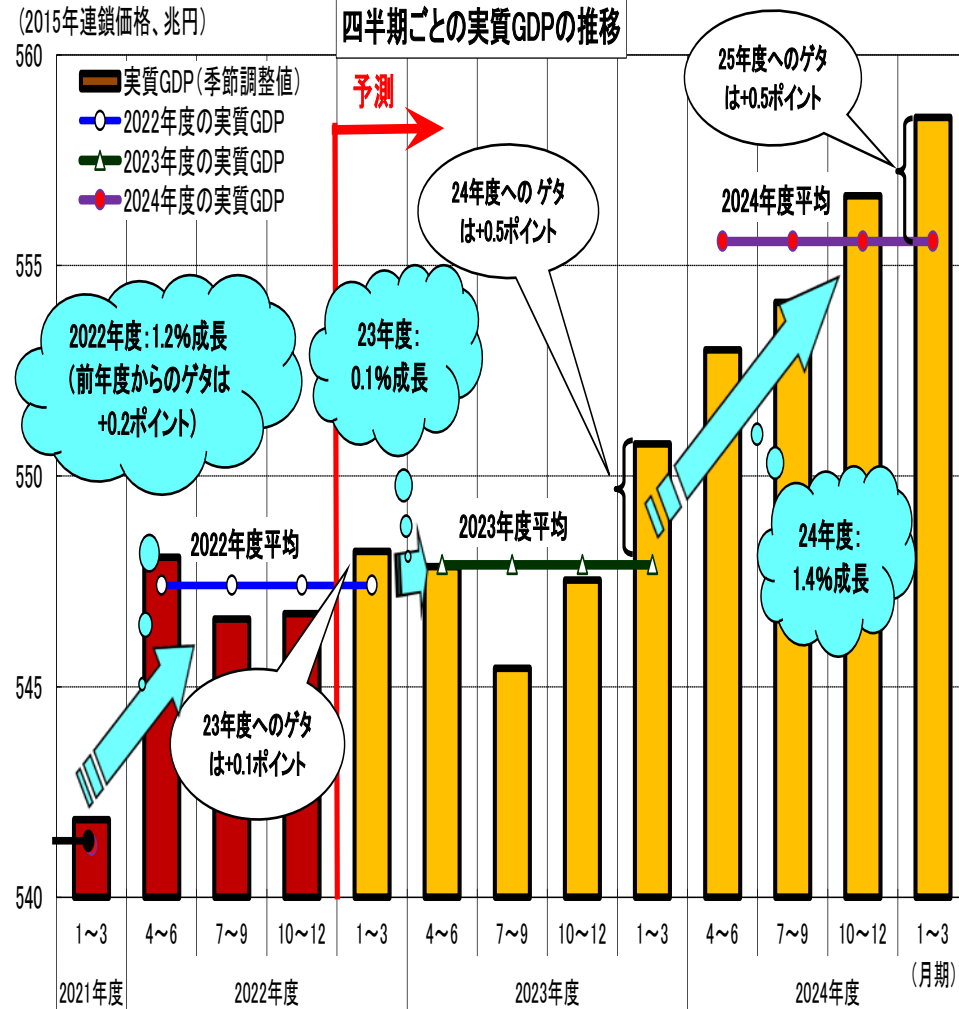 (2015年連鎖価格、兆円)
四半期ごとの実質GDPの推移
560
555
550
545
540
実質GDP(季節調整値)
2022年度の実質GDP
2023年度の実質GDP
2024年度の実質GDP
予測
25年度へのゲタ
は+0.5ポイント
24年度への ゲタ
は+0.5ポイント
2024年度平均
2022年度:1.2%成長
(前年度からのゲタは
+0.2ポイント)
23年度:
0.1%成長
2022年度平均
2023年度平均
24年度:
1.4%成長
23年度へのゲタ
は+0.1ポイント
1~3
4~6
7~9
10~12
1~3
4~6
7~9
10~12
1~3
4~6
7~9
10~12
1~3
(月期)
2021年度
2022年度
2023年度
2024年度